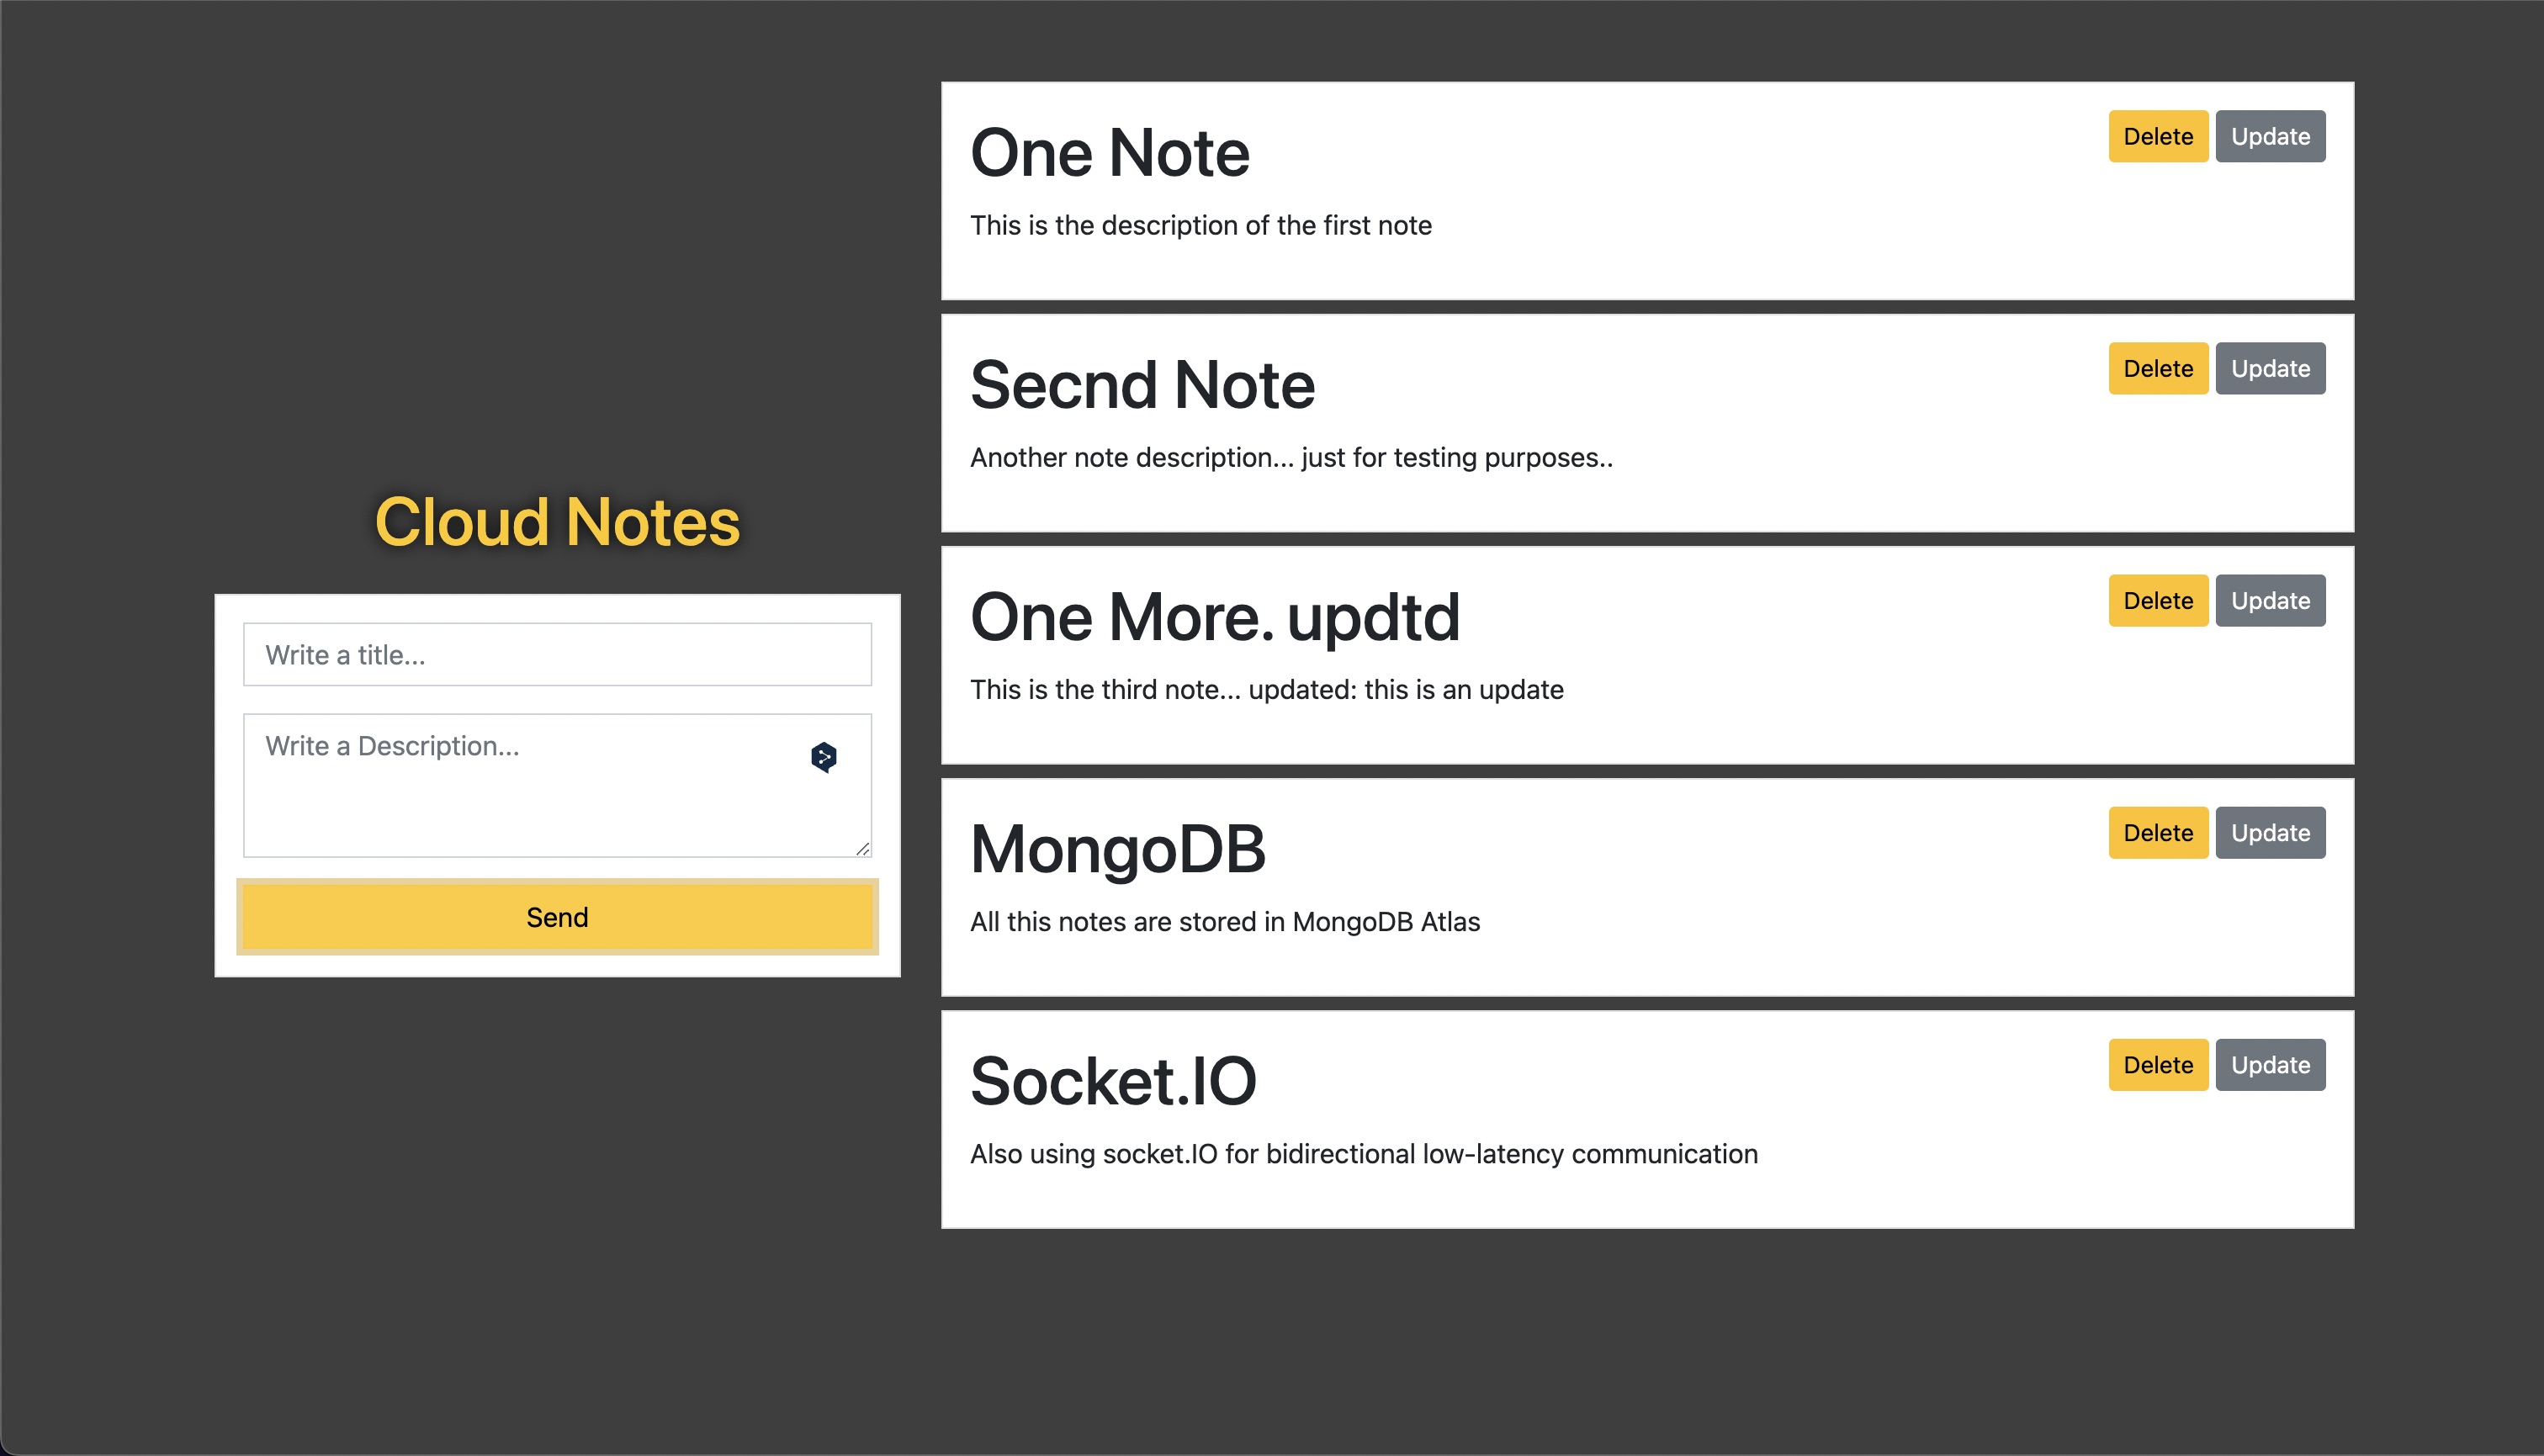 Cloud Notes
Write a title...
Write a Description...
Send
One Note
Delete Update
This is the description of the first note
Secnd Note
Delete Update
Another note description... just for testing purposes..
One More. updtd
Delete Update
This is the third note... updated: this is an update
MongoDB
Delete Update
All this notes are stored in MongoDB Atlas
Socket.IO
Delete Update
Also using socket.IO for bidirectional low-latency communication